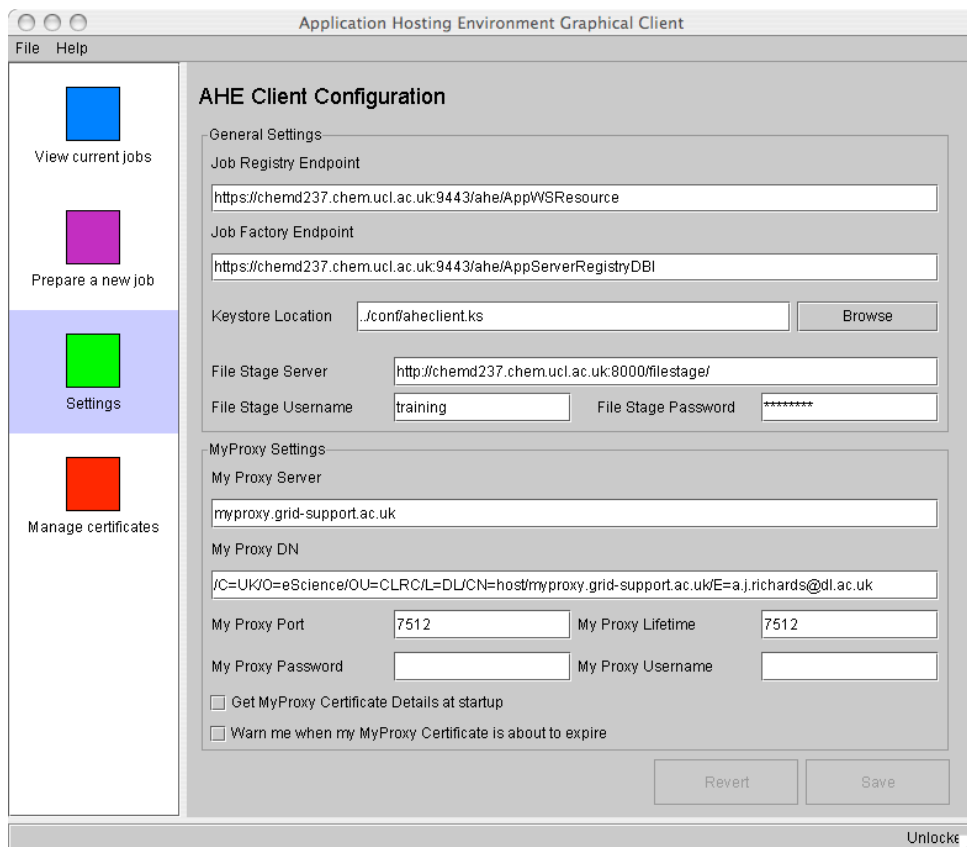 Application Hosting Environment Graphical Client
File Help
View current jobs
Prepare a new job
Settings
Manage certificates
AHE Client Configuration
General Settings
Job Registry Endpoint
https://chemd237.chem.ucl.ac.uk:9443/ahe/AppWSResource
Job Factory Endpoint
https://chemd237.chem.ucl.ac.uk:9443/ahe/AppServerRegistryDBI
Keystore Location ../conf/aheclient.ks Browse
File Stage Server http://chemd237.chem.ucl.ac.uk:8000/filestage/
File Stage Username training File Stage Password ********
MyProxy Settings
My Proxy Server
myproxy.grid-support.ac.uk
My Proxy DN
/C=UK/O=eScience/OU=CLRC/L=DL/CN=host/myproxy.grid-support.ac.uk/E=a.j.richards@dl.ac.uk
My Proxy Port 7512 My Proxy Lifetime 7512
My Proxy Password My Proxy Username
Get MyProxy Certificate Details at startup
Warn me when my MyProxy Certificate is about to expire
Revert Save
Unlocke